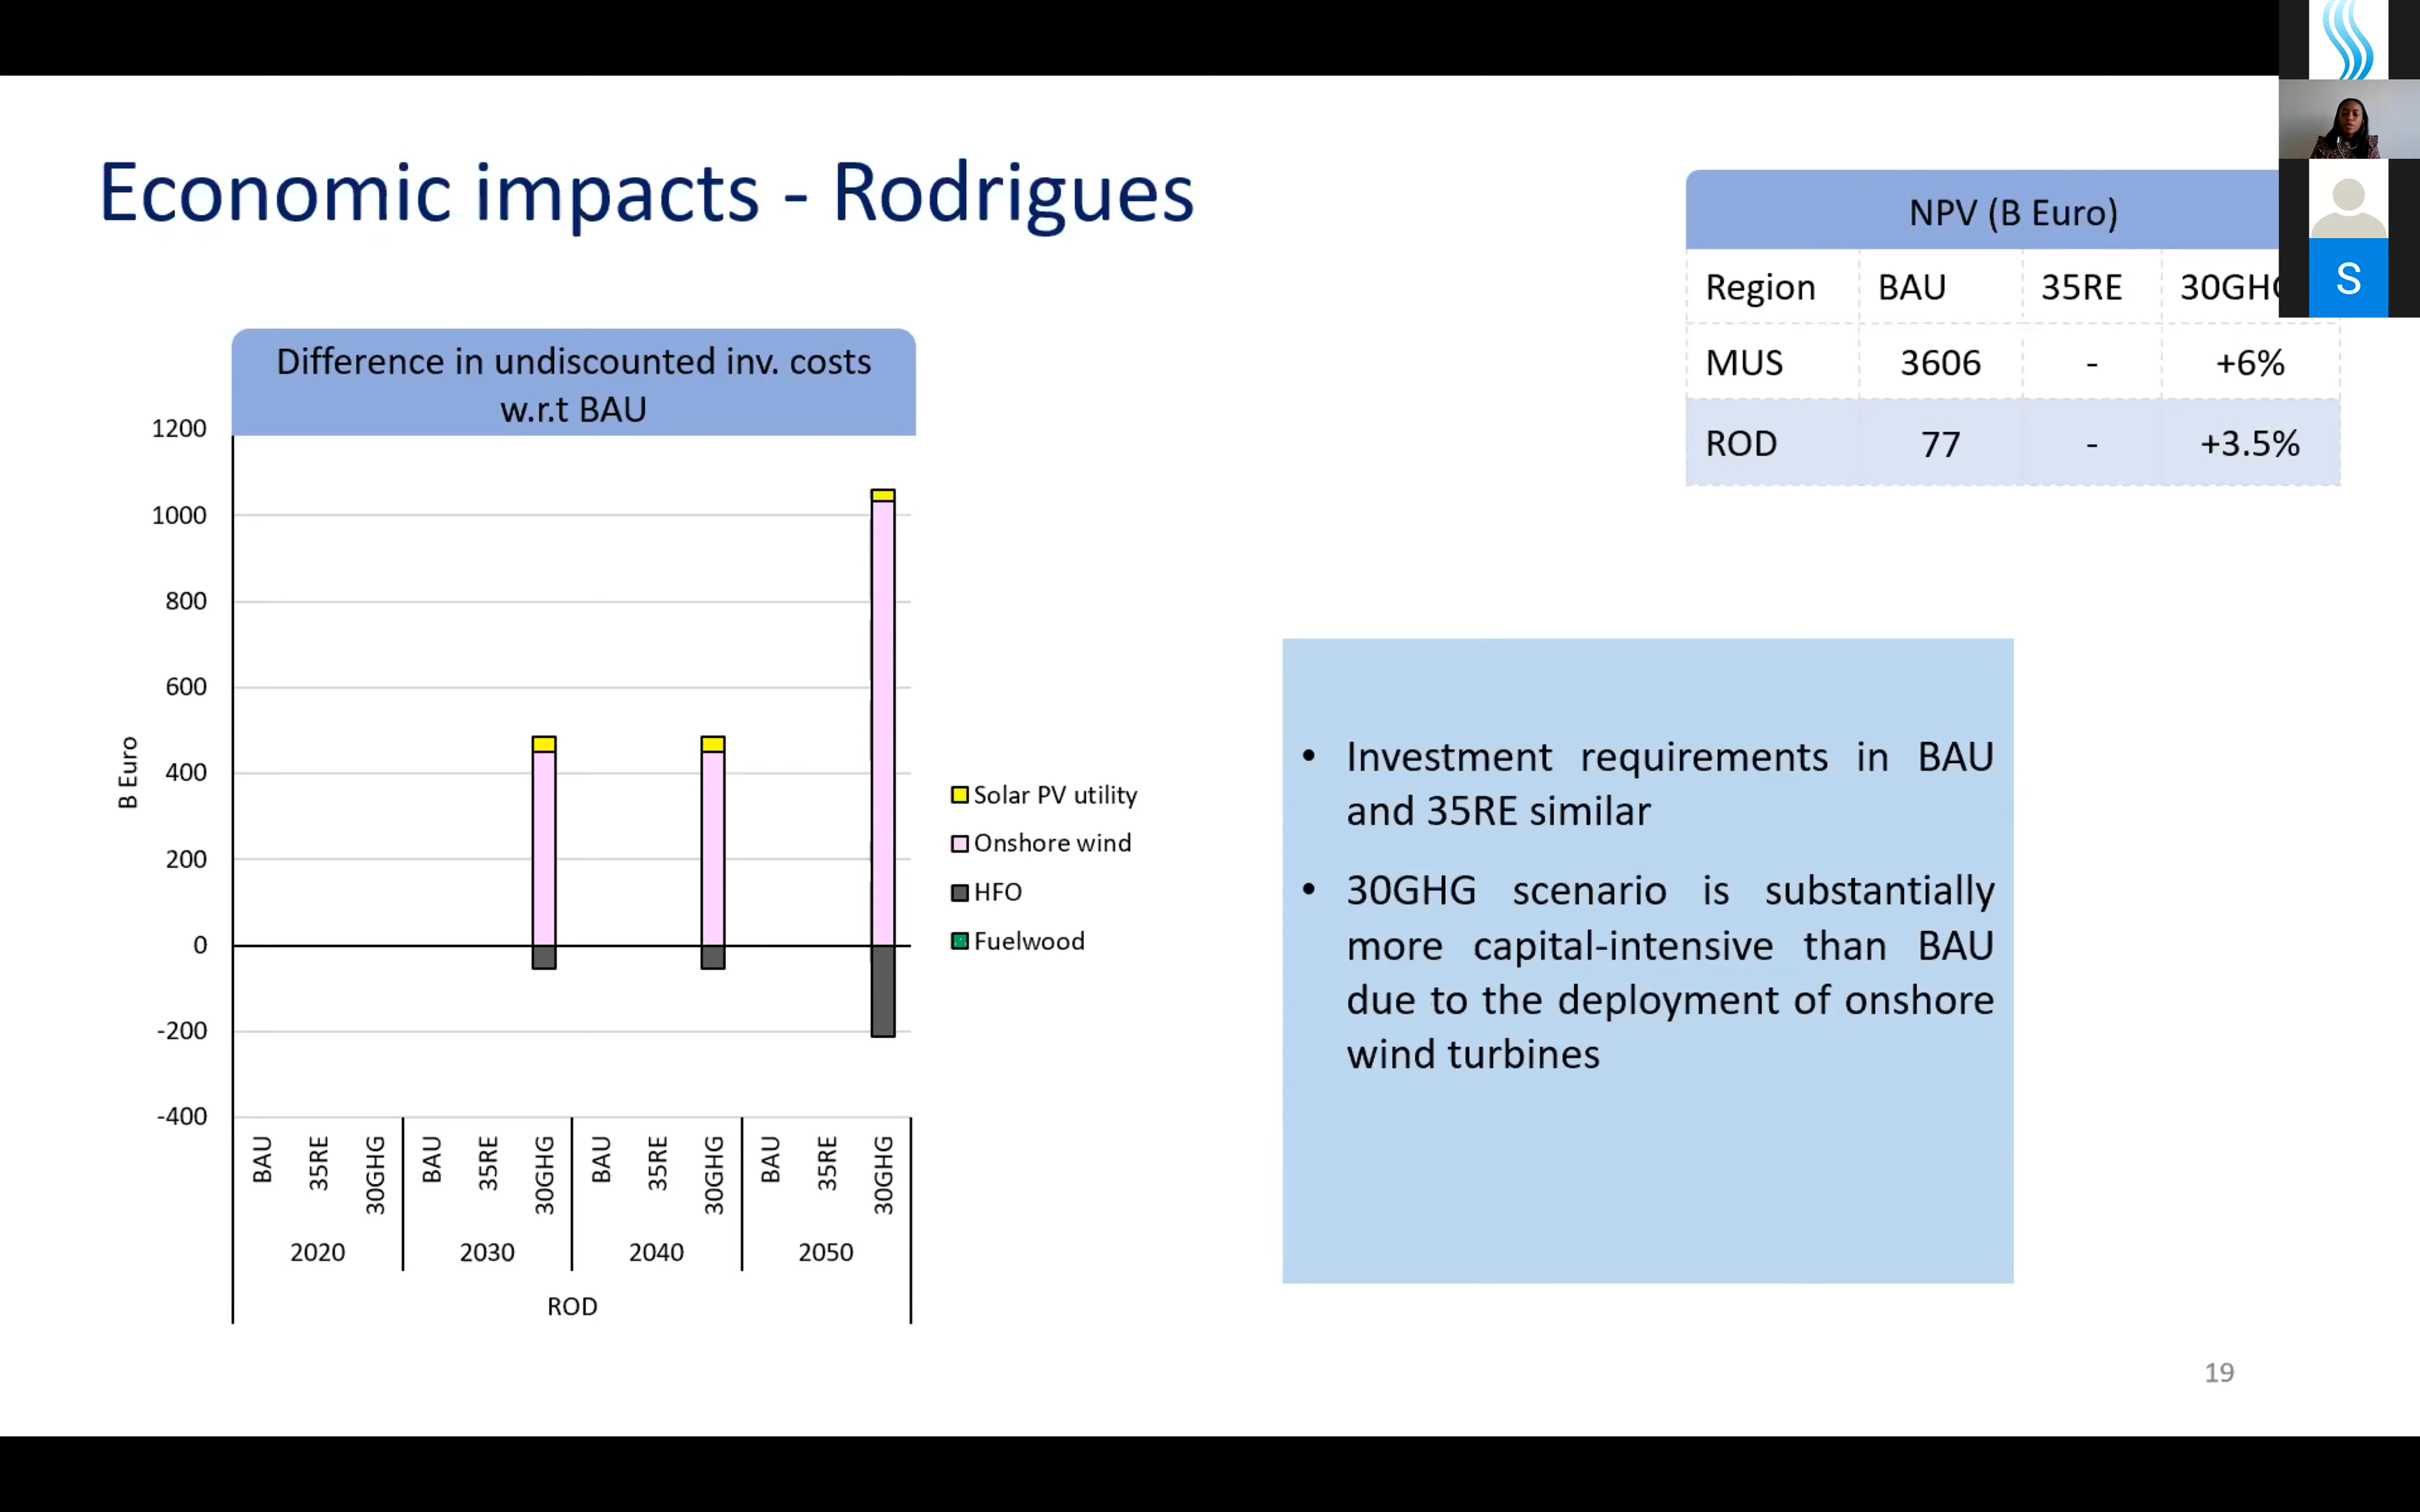 Economic impacts - Rodrigues
NPV (B Euro)
Region BAU 35RE
MUS 3606 - +6%
ROD 77 - +3.5%
S
Difference in undiscounted inv. costs
w.r.t BAU
B Euro
1200
1000
800
600
400
200
0
-200
-400
BAU 35RE 30GHG BAU 35RE 30GHG BAU 35RE 30GHG BAU 35RE 30GHG
2020 2030 2040 2050
ROD
Solar PV utility
Onshore wind
HFO
Fuelwood
• Investment requirements in BAU
and 35RE similar
• 30GHG scenario is substantially
more capital-intensive than BAU
due to the deployment of onshore
wind turbines
19